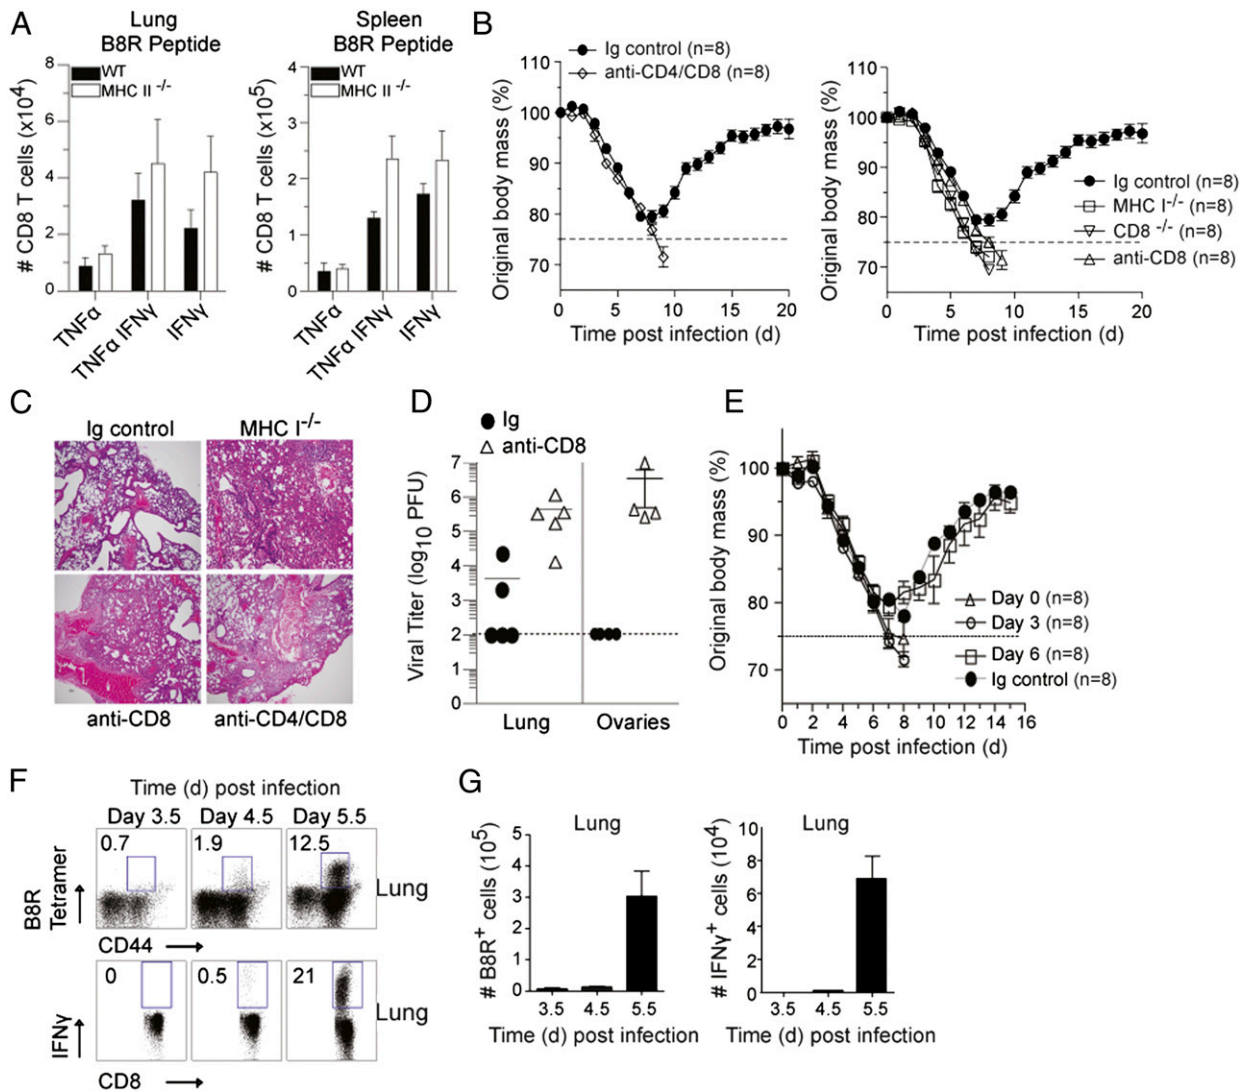 A
Lung
B8R Peptide
# CD8 T cells (x10⁴)
8
6
4
2
0
WT
MHC II -/-
TNFα
TNFα IFNγ
IFNγ
Spleen
B8R Peptide
# CD8 T cells (x10⁵)
4
3
2
1
0
WT
MHC II -/-
TNFα
TNFα IFNγ
IFNγ
B
Ig control (n=8)
anti-CD4/CD8 (n=8)
Original body mass (%)
110
100
90
80
70
0 5 10 15 20
Time post infection (d)
Original body mass (%)
110
100
90
80
70
Ig control (n=8)
MHC I-/- (n=8)
CD8 -/- (n=8)
anti-CD8 (n=8)
0 5 10 15 20
Time post infection (d)
C
Ig control MHC I-/-
anti-CD8 anti-CD4/CD8
D
Ig
anti-CD8
Viral Titer (log10 PFU)
7
6
5
4
3
2
1
0
Lung Ovaries
E
Original body mass (%)
100
90
80
70
Day 0 (n=8)
Day 3 (n=8)
Day 6 (n=8)
Ig control (n=8)
0 2 4 6 8 10 12 14 16
Time post infection (d)
F
Time (d) post infection
Day 3.5 Day 4.5 Day 5.5
B8R
Tetramer
0.7 1.9 12.5
Lung
CD44
IFNγ
0 0.5 21
Lung
CD8
G
Lung
# B8R+ cells (10⁵)
5
4
3
2
1
0
3.5 4.5 5.5
Time (d) post infection
Lung
# IFNγ+ cells (10⁴)
10
8
6
4
2
0
3.5 4.5 5.5
Time (d) post infection